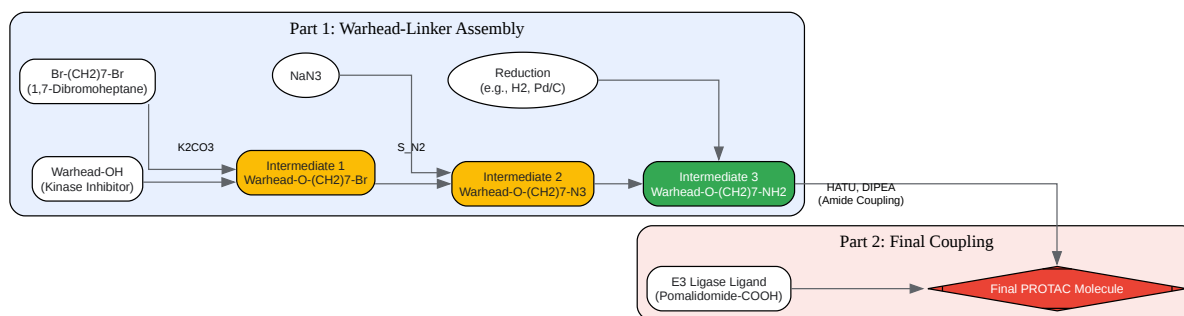 Part 1: Warhead-Linker Assembly
Br-(CH2)7-Br
(1,7-Dibromoheptane)
NaN3
Reduction
(e.g., H2, Pd/C)
K2CO3
S_N2
Warhead-OH
(Kinase Inhibitor)
Intermediate 1
Warhead-O-(CH2)7-Br
Intermediate 2
Warhead-O-(CH2)7-N3
Intermediate 3
Warhead-O-(CH2)7-NH2
HATU, DIPEA
(Amide Coupling)
Part 2: Final Coupling
E3 Ligase Ligand
(Pomalidomide-COOH)
Final PROTAC Molecule